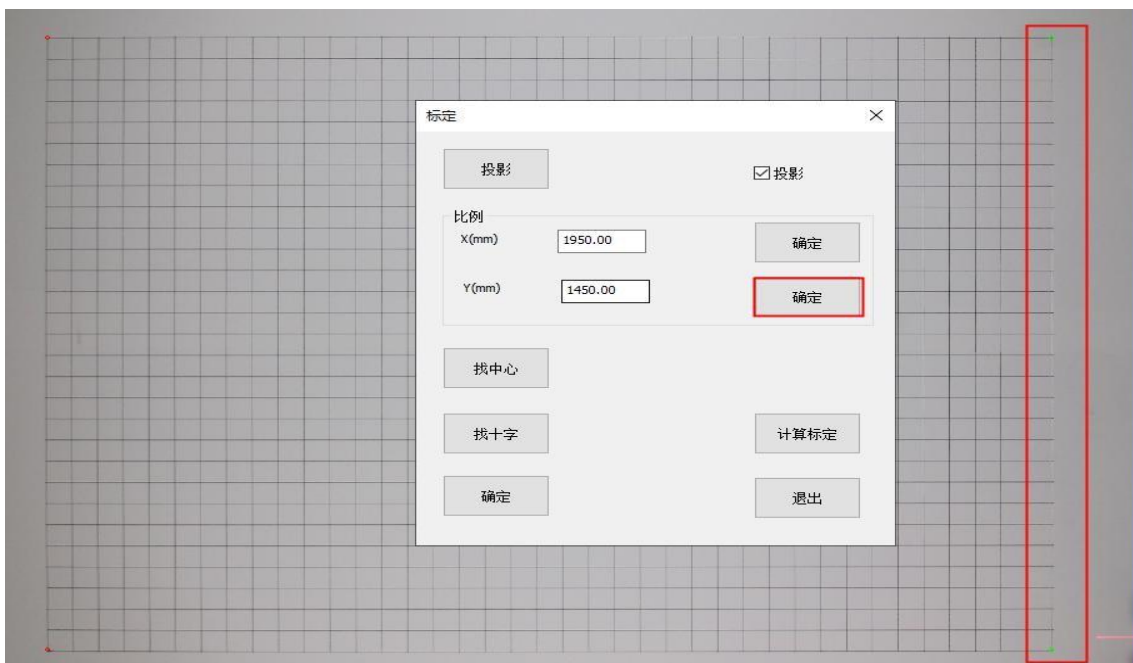 标定
投影
投影
比例
X(mm) 1950.00 确定
Y(mm) 1450.00 确定
找中心
找十字 计算标定
确定 退出